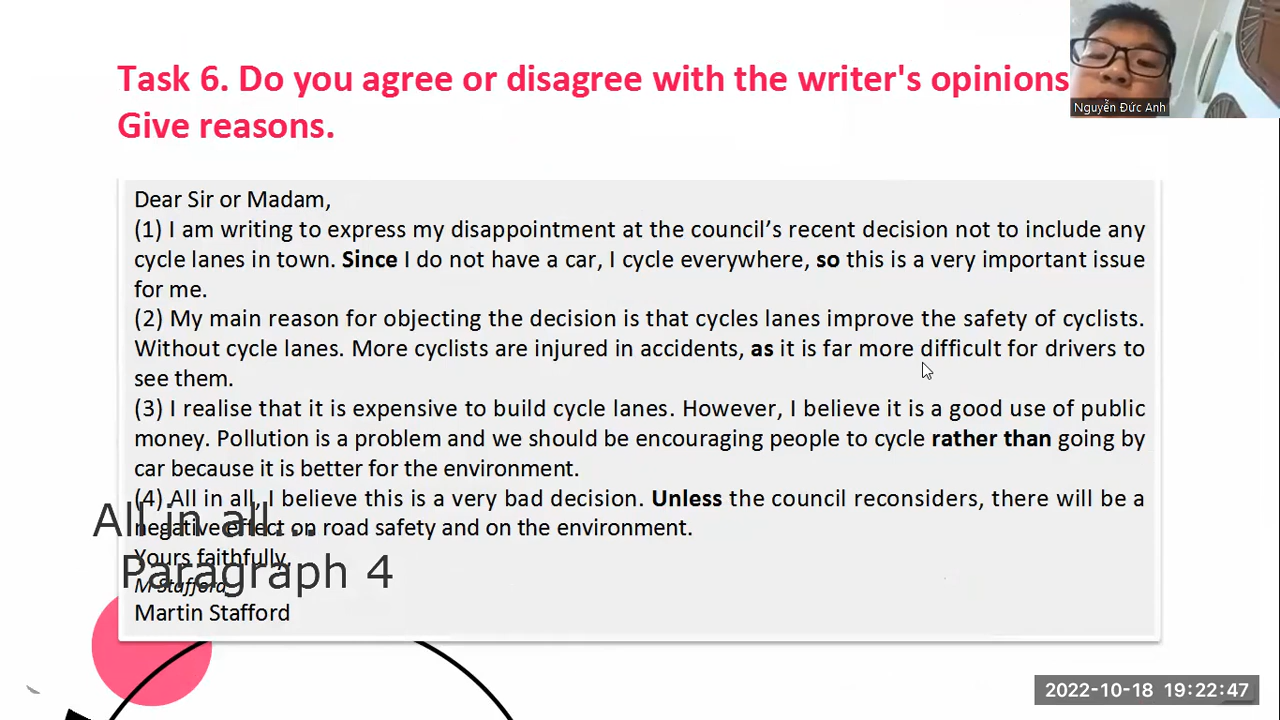 Task 6. Do you agree or disagree with the writer's opinions
Give reasons.
Nguyễn Đức Anh
Dear Sir or Madam,
(1) I am writing to express my disappointment at the council’s recent decision not to include any
cycle lanes in town. Since I do not have a car, I cycle everywhere, so this is a very important issue
for me.
(2) My main reason for objecting the decision is that cycles lanes improve the safety of cyclists.
Without cycle lanes. More cyclists are injured in accidents, as it is far more difficult for drivers to
see them.
(3) I realise that it is expensive to build cycle lanes. However, I believe it is a good use of public
money. Pollution is a problem and we should be encouraging people to cycle rather than going by
car because it is better for the environment.
(4) All in all, I believe this is a very bad decision. Unless the council reconsiders, there will be a
negative effect on road safety and on the environment.
All in all...
Yours faithfully,
Paragraph 4
M Stafford
Martin Stafford
2022-10-18 19:22:47